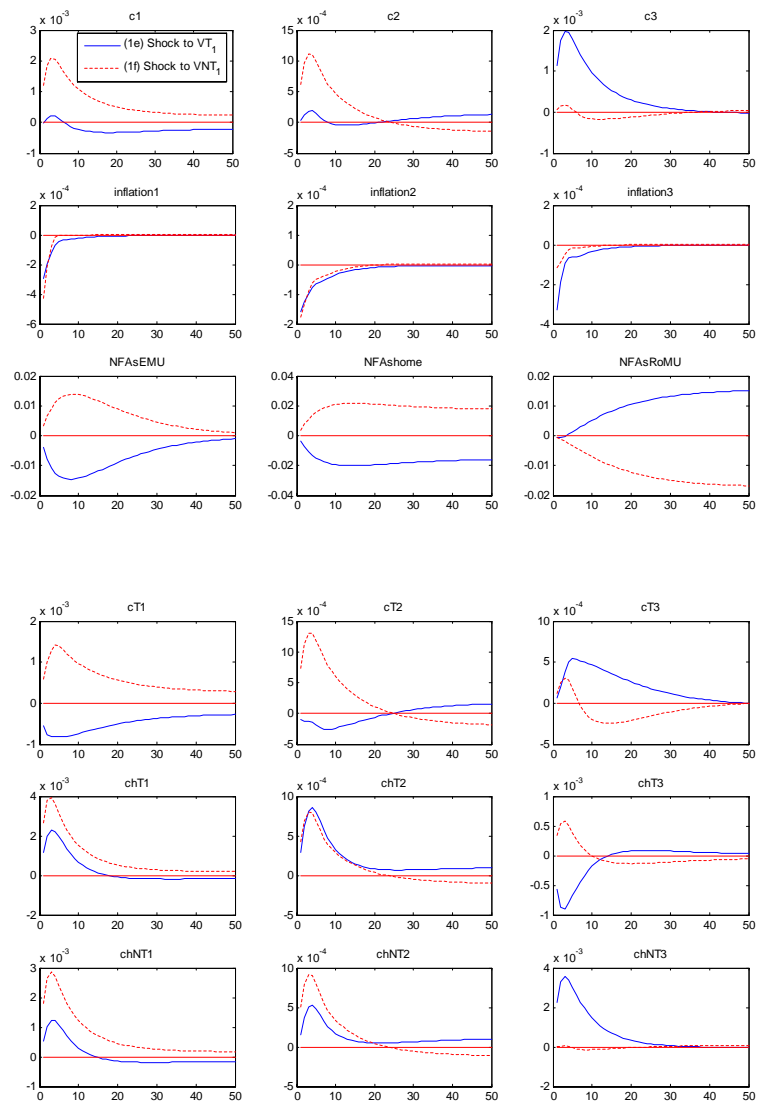 c1 c2 c3
x 10^-3 x 10^-4 x 10^-3
3 15 2
2 10 1
1 5 0
0 0 -1
-1 -5
(1e) Shock to VT_1
(1f) Shock to VNT_1
0 10 20 30 40 50 0 10 20 30 40 50 0 10 20 30 40 50
inflation1 inflation2 inflation3
x 10^-4 x 10^-4 x 10^-4
2 2 2
0 1 0
-2 0 -2
-4 -1 -4
-6 -2
0 10 20 30 40 50 0 10 20 30 40 50 0 10 20 30 40 50
NFAsEMU NFAshome NFAsRoMU
0.02 0.04 0.02
0.01 0.02 0.01
0 0 0
-0.01 -0.02 -0.01
-0.02 -0.04 -0.02
0 10 20 30 40 50 0 10 20 30 40 50 0 10 20 30 40 50
cT1 cT2 cT3
x 10^-3 x 10^-4 x 10^-4
2 15 10
1 10 5
0 5 0
-1 0 -5
-5
0 10 20 30 40 50 0 10 20 30 40 50 0 10 20 30 40 50
chT1 chT2 chT3
x 10^-3 x 10^-4 x 10^-3
4 10 1
2 5 0.5
0 0 0
-2 -5 -0.5
-1
0 10 20 30 40 50 0 10 20 30 40 50 0 10 20 30 40 50
chNT1 chNT2 chNT3
x 10^-3 x 10^-4 x 10^-3
3 10 4
2 5 2
1 0 0
0 -5 -2
-1
0 10 20 30 40 50 0 10 20 30 40 50 0 10 20 30 40 50